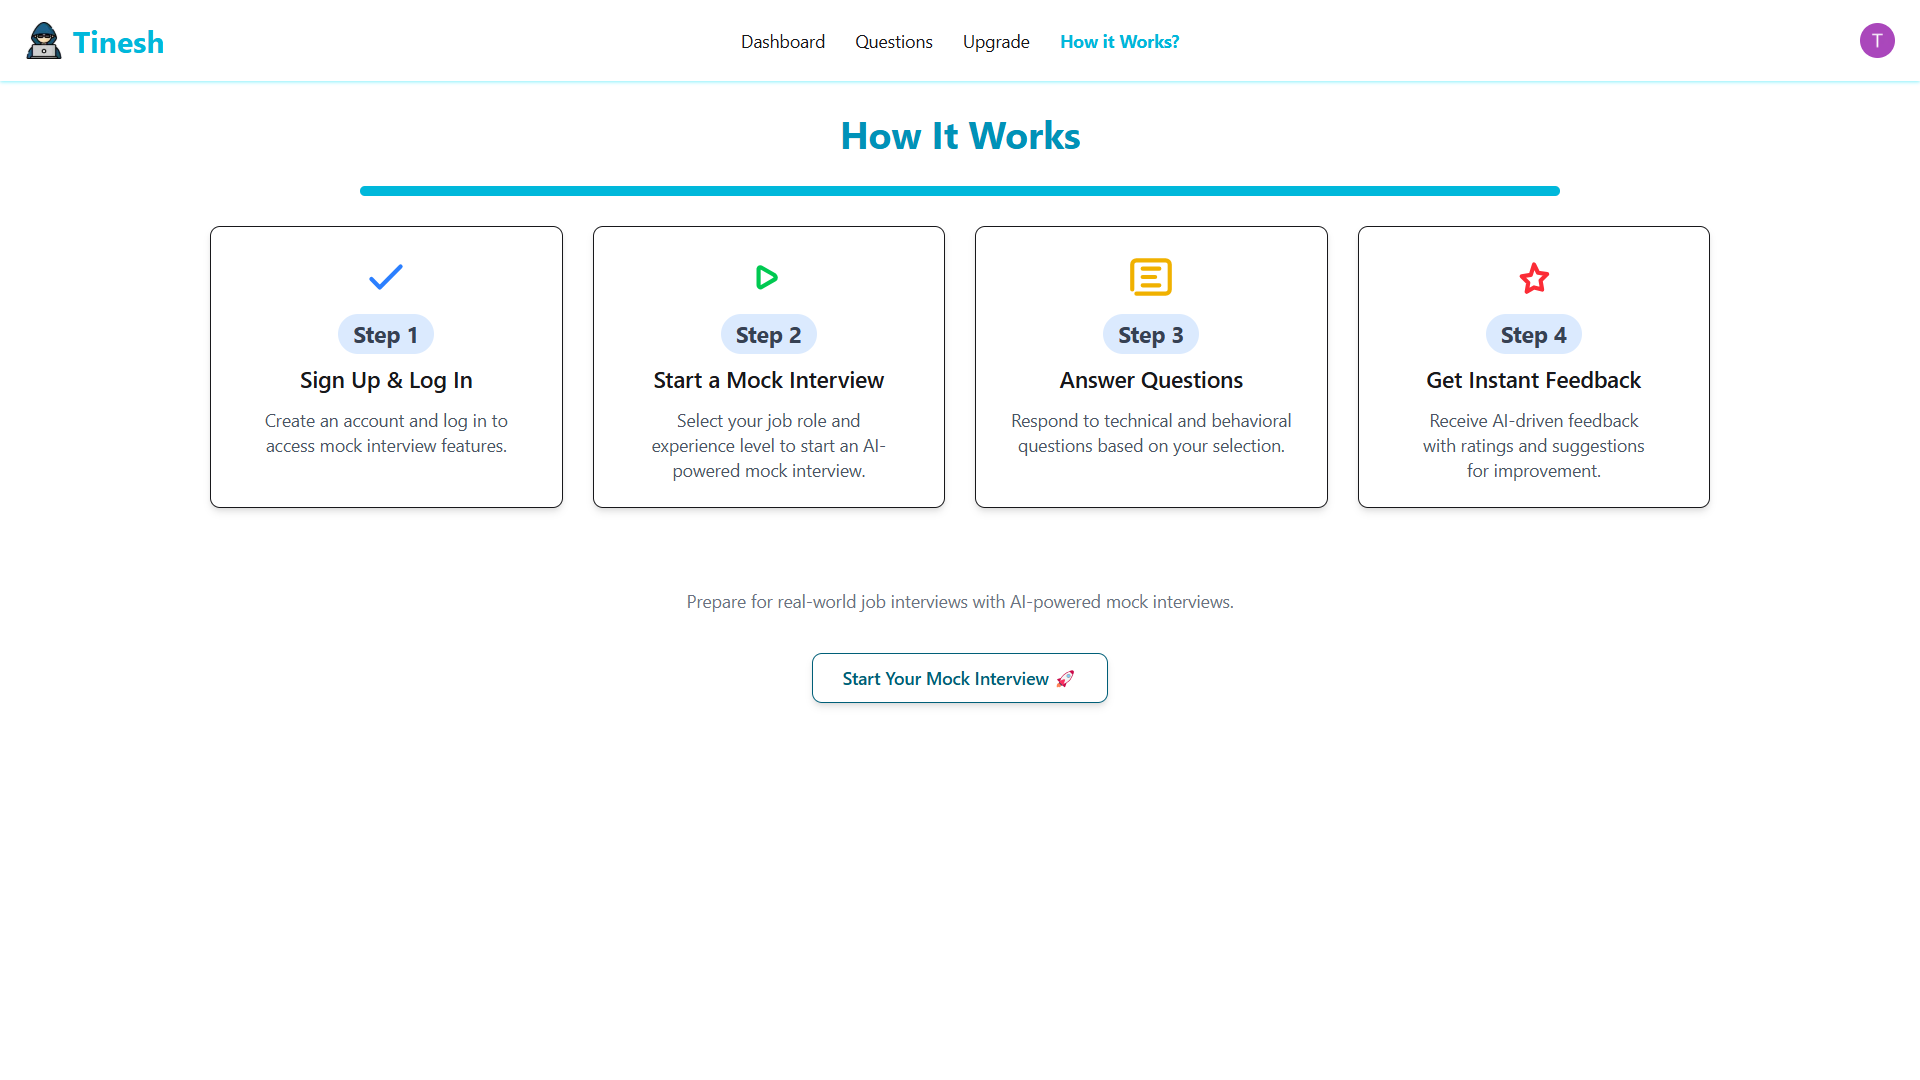 Tinesh
Dashboard
Questions
Upgrade
How it Works?
T
How It Works
Step 1
Sign Up & Log In
Create an account and log in to
access mock interview features.
Step 2
Start a Mock Interview
Select your job role and
experience level to start an AI-
powered mock interview.
Step 3
Answer Questions
Respond to technical and behavioral
questions based on your selection.
Step 4
Get Instant Feedback
Receive AI-driven feedback
with ratings and suggestions
for improvement.
Prepare for real-world job interviews with AI-powered mock interviews.
Start Your Mock Interview 🚀